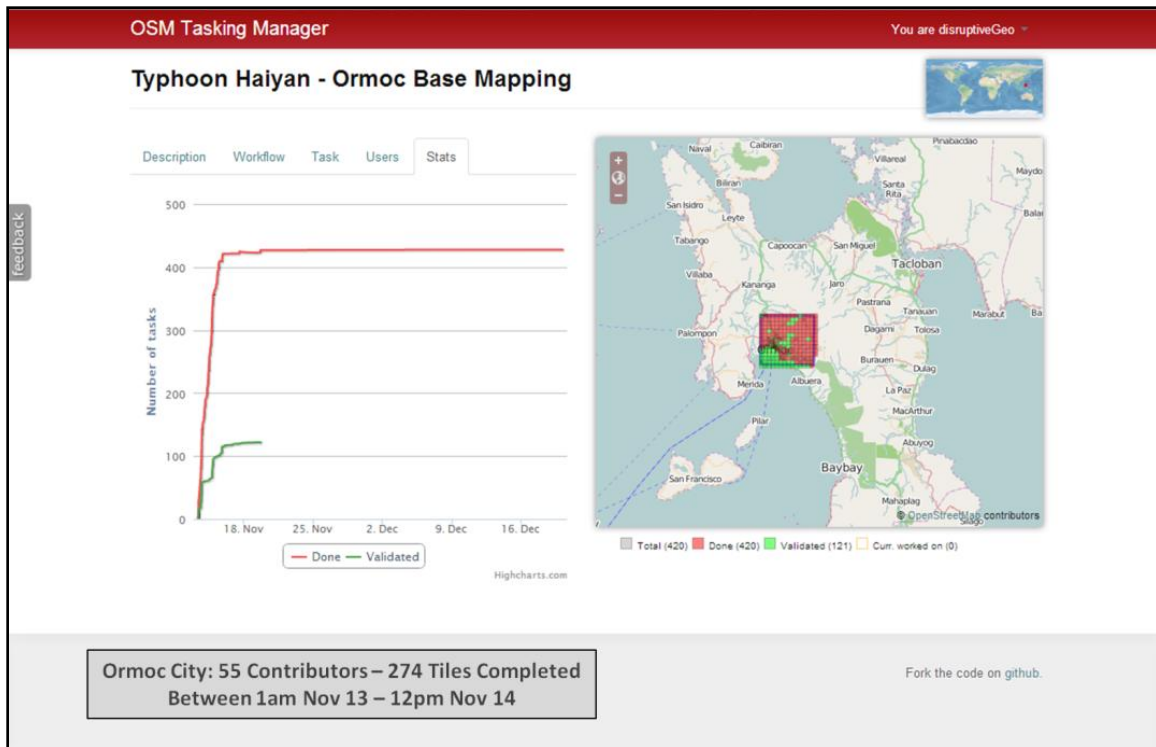 OSM Tasking Manager
You are disruptiveGeo
Typhoon Haiyan - Ormoc Base Mapping
Description Workflow Task Users Stats
feedback
500
400
300
200
100
0
Number of tasks
18. Nov 25. Nov 2. Dec 9. Dec 16. Dec
Done Validated
Highcharts.com
+
−
Pinabacdao
Naval
Caibiran
Villareal
Maydo
Biliran
Santa
Rita
San Isidro
Leyte
Tabango
Capoocan
San Miguel
Tacloban
Villaba
Kananga
Jaro
Pastrana
Tanauan
Marabut
Palompon
Dagami
Tolosa
Burauen
Dulag
Merida
Albuera
La Paz
MacArthur
Pilar
Abuyog
Baybay
San Francisco
Mahaplag
© OpenStreetMap contributors
Total (420) Done (420) Validated (121) Curr. worked on (0)
Ormoc City: 55 Contributors – 274 Tiles Completed
Between 1am Nov 13 – 12pm Nov 14
Fork the code on github.